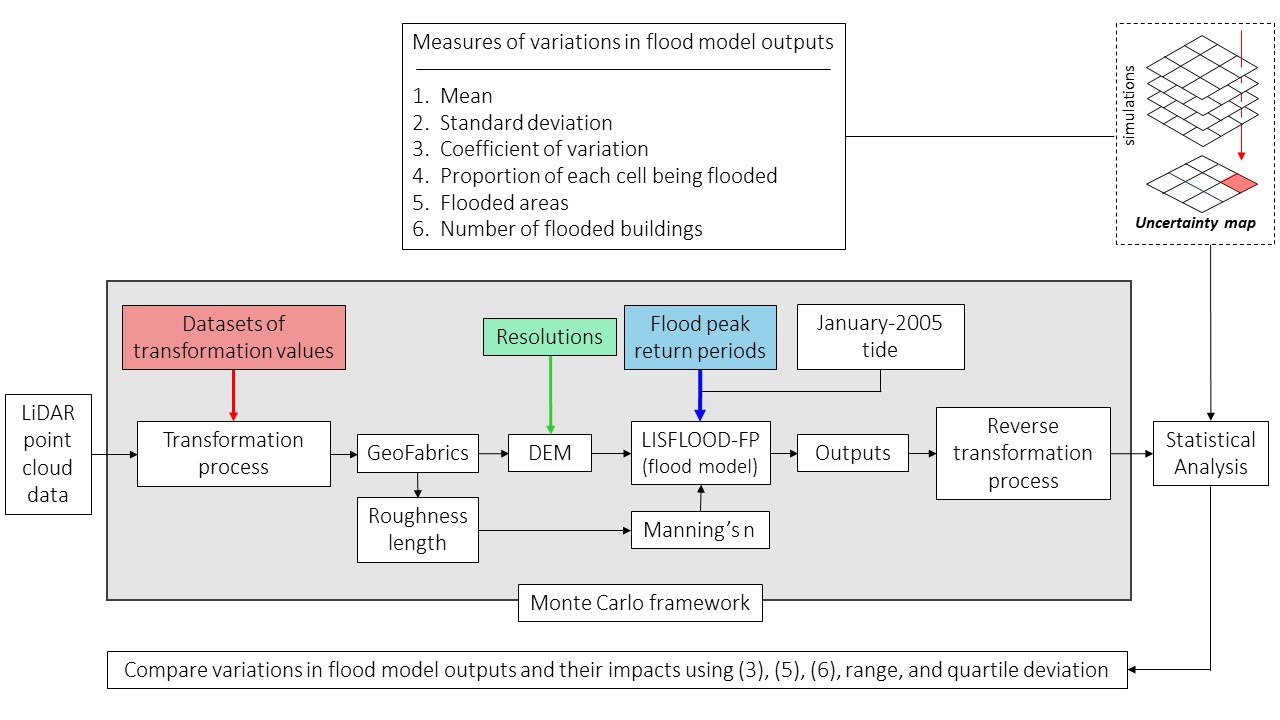 Measures of variations in flood model outputs
1. Mean
2. Standard deviation
3. Coefficient of variation
4. Proportion of each cell being flooded
5. Flooded areas
6. Number of flooded buildings
simulations
Uncertainty map
Datasets of
transformation values
Resolutions
Flood peak
return periods
January-2005
tide
LiDAR
point
cloud
data
Transformation
process
GeoFabrics
DEM
LISFLOOD-FP
(flood model)
Outputs
Reverse
transformation
process
Statistical
Analysis
Roughness
length
Manning's n
Monte Carlo framework
Compare variations in flood model outputs and their impacts using (3), (5), (6), range, and quartile deviation